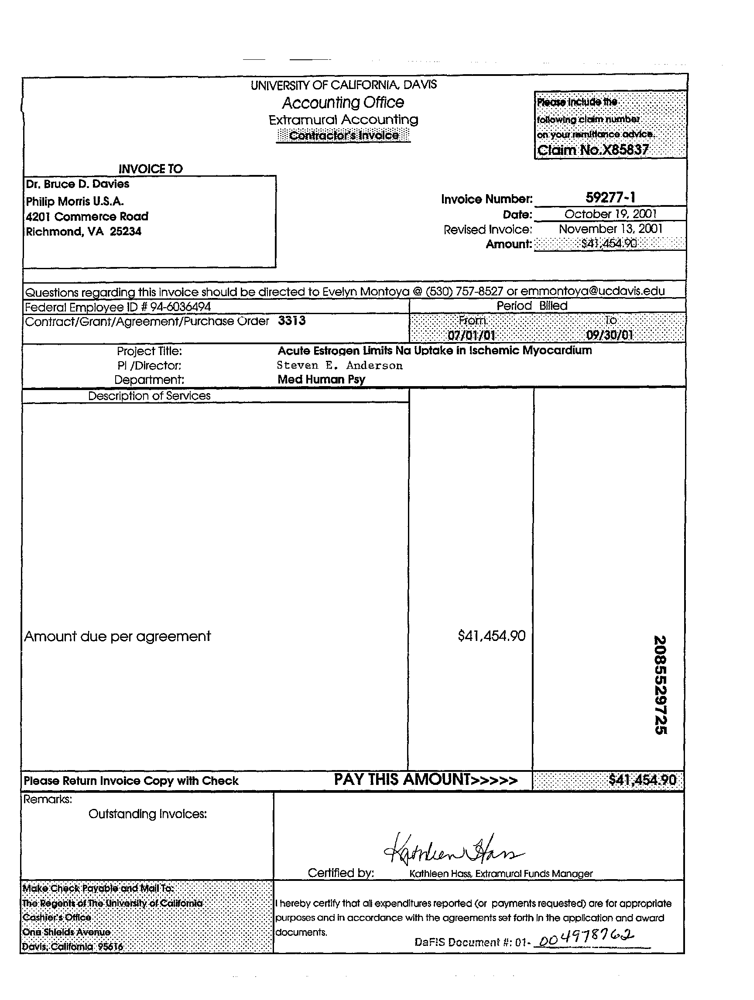 UNIVERSITY OF CALIFORNIA, DAVIS
Accounting Office
Extramural Accounting
Contractor's Invoice
Please include the
following claim number
on your remittance advice.
Claim No.X85837
INVOICE TO
Dr. Bruce D. Davies
Philip Morris U.S.A.
4201 Commerce Road
Richmond, VA 25234
Invoice Number: 59277-1
Date: October 19, 2001
Revised Invoice: November 13, 2001
Amount: $41,454.90
Questions regarding this invoice should be directed to Evelyn Montoya @ (530) 757-8527 or emmontoya@ucdavis.edu
Federal Employee ID # 94-6036494
Period Billed
Contract/Grant/Agreement/Purchase Order 3313
From To
07/01/01 09/30/01
Project Title: Acute Estrogen Limits Na Uptake in Ischemic Myocardium
PI /Director: Steven E. Anderson
Department: Med Human Psy
Description of Services
Amount due per agreement $41,454.90
2085529725
Please Return Invoice Copy with Check PAY THIS AMOUNT>>>>> $41,454.90
Remarks:
Outstanding Invoices:
Kathleen Hass
Certified by: Kathleen Hass, Extramural Funds Manager
Make Check Payable and Mail To:
The Regents of The University of California
Cashier's Office
One Shields Avenue
Davis, California 95616
I hereby certify that all expenditures reported (or payments requested) are for appropriate
purposes and in accordance with the agreements set forth in the application and award
documents.
DaFIS Document #: 01- 004978762